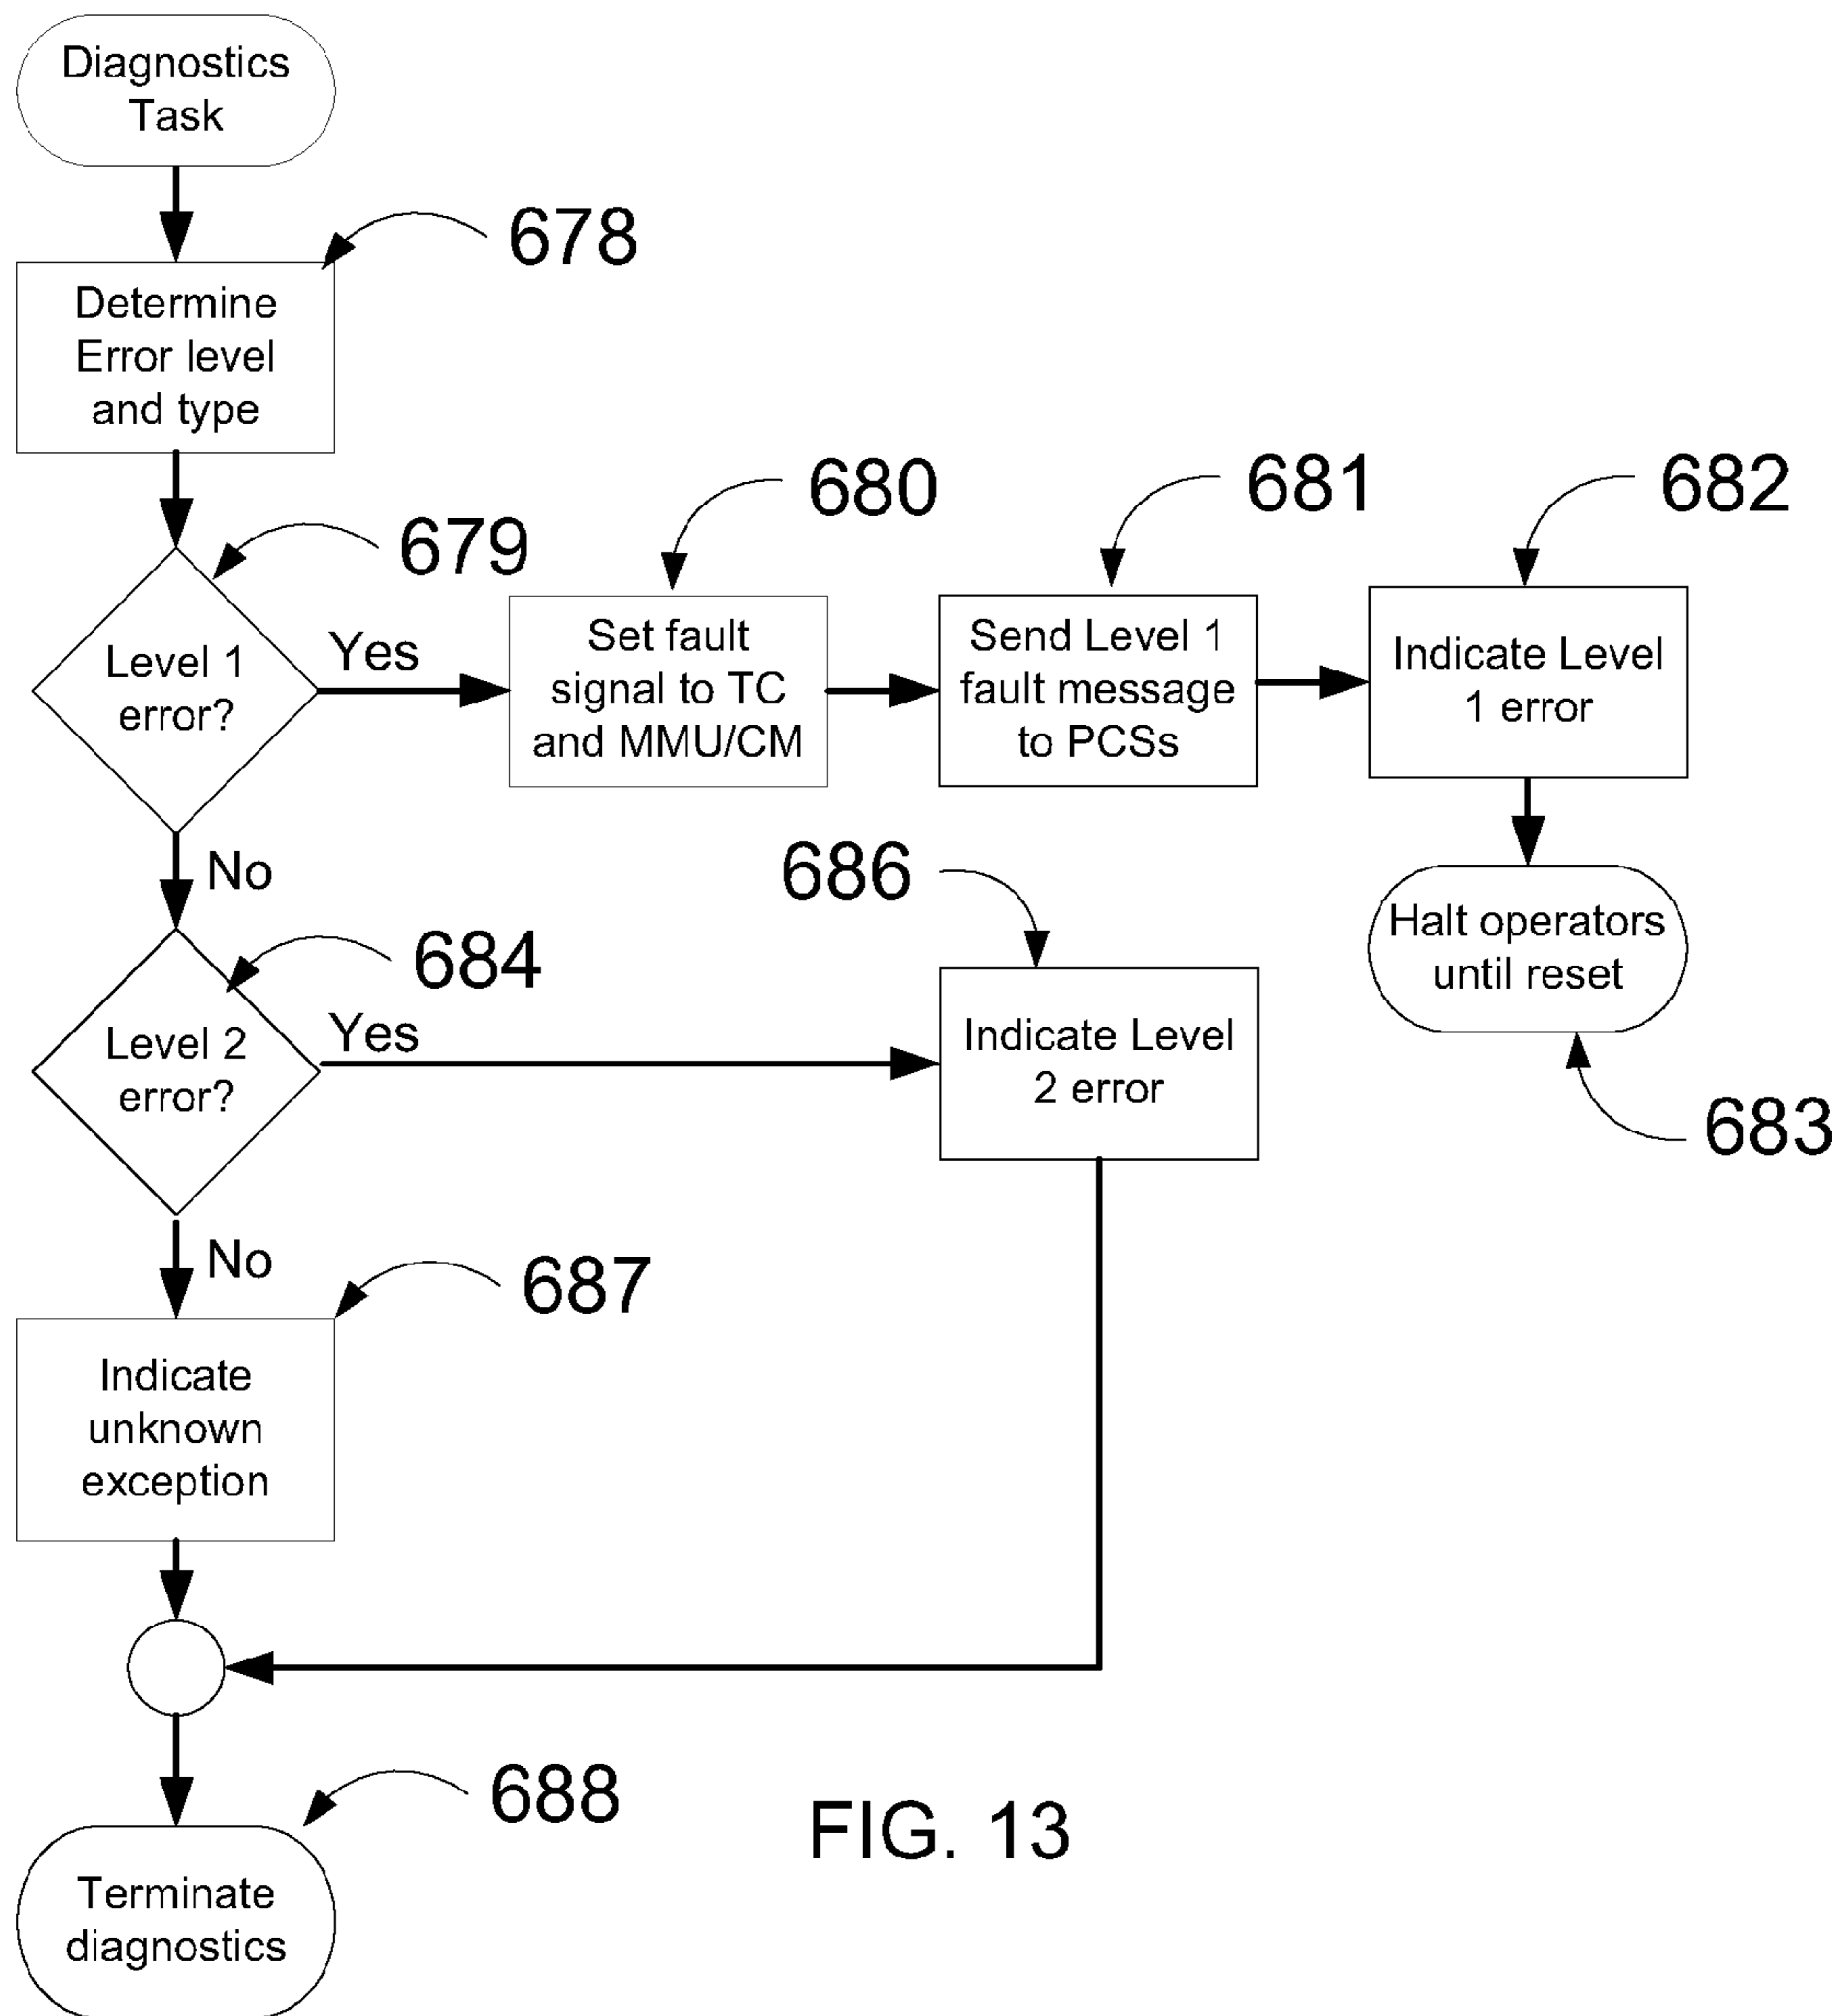 Diagnostics
Task
678
Determine
Error level
and type
679
Level 1
error?
Yes
680
Set fault
signal to TC
and MMU/CM
681
Send Level 1
fault message
to PCSs
682
Indicate Level
1 error
Halt operators
until reset
683
No
684
Level 2
error?
Yes
686
Indicate Level
2 error
No
687
Indicate
unknown
exception
688
Terminate
diagnostics
FIG. 13